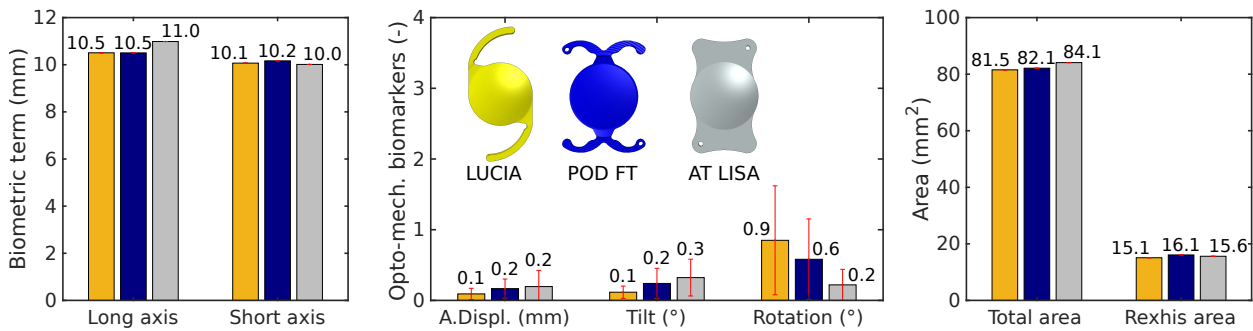 Biometric term (mm)
12
10
8
6
4
2
0
10.5 10.5 11.0
10.1 10.2 10.0
Long axis Short axis
Opto-mech. biomarkers (-)
4
3
2
1
0
LUCIA POD FT AT LISA
0.1 0.2 0.2
0.1 0.2 0.3
0.9 0.6 0.2
A.Displ. (mm) Tilt (°) Rotation (°)
Area (mm²)
100
80
60
40
20
0
81.5 82.1 84.1
15.1 16.1 15.6
Total area Rexhis area